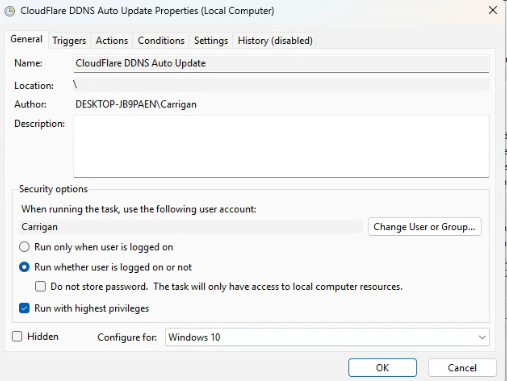 CloudFlare DDNS Auto Update Properties (Local Computer)
General Triggers Actions Conditions Settings History (disabled)
Name: CloudFlare DDNS Auto Update
Location: \
Author: DESKTOP-JB9PAEN\Carrigan
Description:
Security options
When running the task, use the following user account:
Carrigan Change User or Group...
Run only when user is logged on
Run whether user is logged on or not
Do not store password. The task will only have access to local computer resources.
Run with highest privileges
Hidden Configure for: Windows 10
OK Cancel